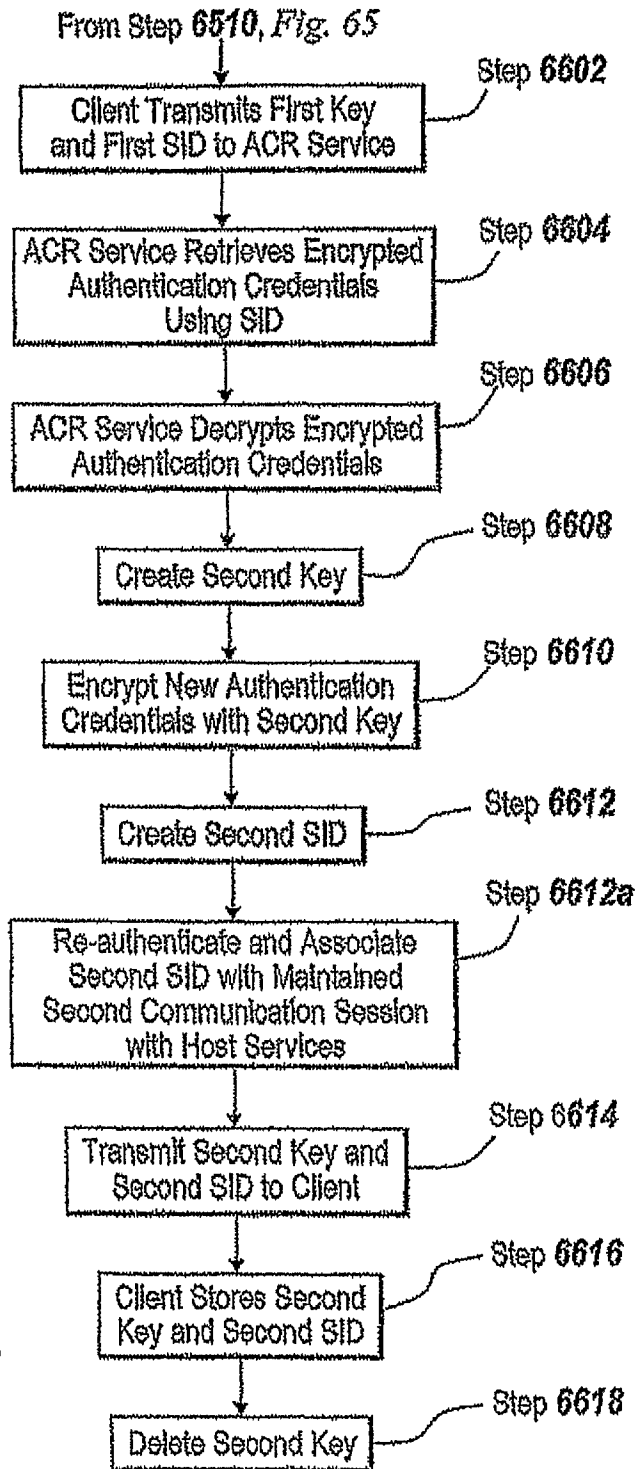 From Step 6510, Fig. 65
Step 6602
Client Transmits First Key
and First SID to ACR Service
Step 6604
ACR Service Retrieves Encrypted
Authentication Credentials
Using SID
Step 6606
ACR Service Decrypts Encrypted
Authentication Credentials
Step 6608
Create Second Key
Step 6610
Encrypt New Authentication
Credentials with Second Key
Step 6612
Create Second SID
Step 6612a
Re-authenticate and Associate
Second SID with Maintained
Second Communication Session
with Host Services
Step 6614
Transmit Second Key and
Second SID to Client
Step 6616
Client Stores Second
Key and Second SID
Step 6618
Delete Second Key